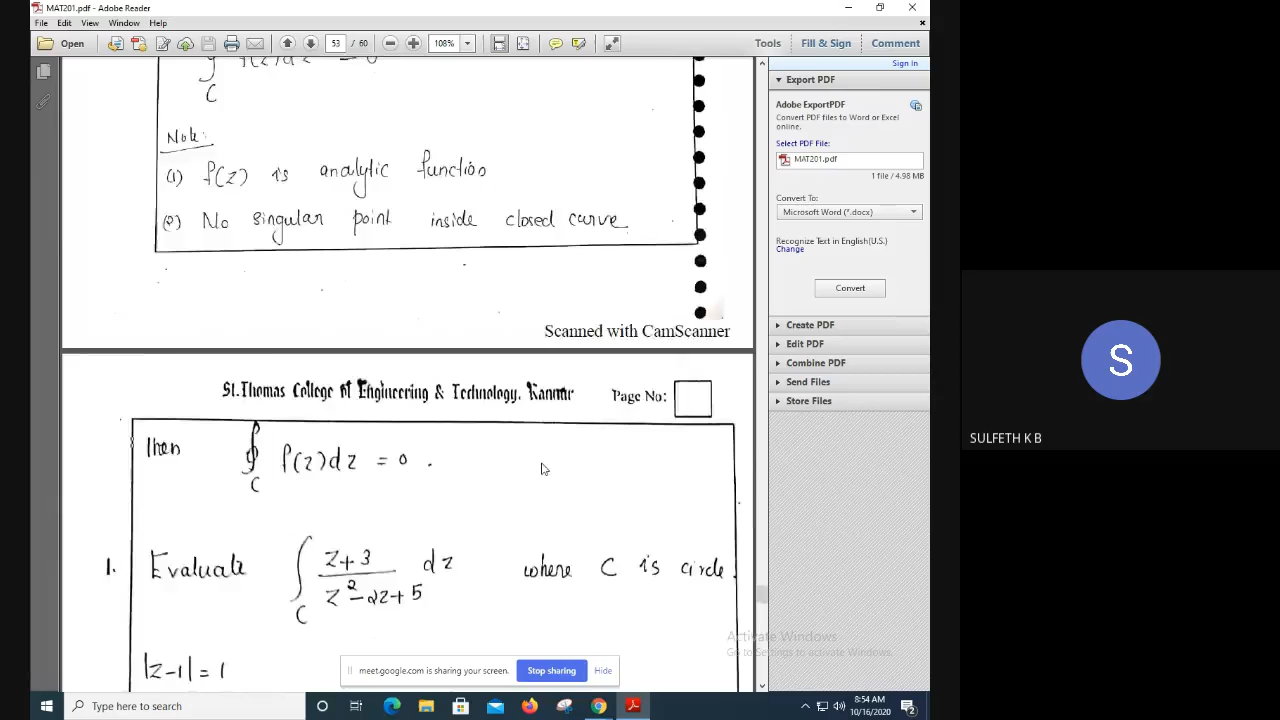 MAT201.pdf - Adobe Reader
File Edit View Window Help
Open 53 / 60 108% Tools Fill & Sign Comment
Sign In
Export PDF
Adobe ExportPDF
Convert PDF files to Word or Excel online.
Select PDF File:
MAT201.pdf
1 file / 4.98 MB
Convert To:
Microsoft Word (*.docx)
Recognize Text in English(U.S.)
Change
Convert
Create PDF
Edit PDF
Combine PDF
Send Files
Store Files
∮ f(z)dz = 0
C
Note:
(1) f(z) is analytic function
(2) No singular point inside closed curve
Scanned with CamScanner
St.Thomas College of Engineering & Technology, Kannur Page No:
Then ∮ f(z)dz = 0 .
C
1. Evaluate ∫ z+3 / z²-2z+5 dz where C is circle
C
|z-1| = 1
Activate Windows
Go to Settings to activate Windows.
meet.google.com is sharing your screen. Stop sharing Hide
Type here to search
8:54 AM
10/16/2020
2
S
SULFETH K B